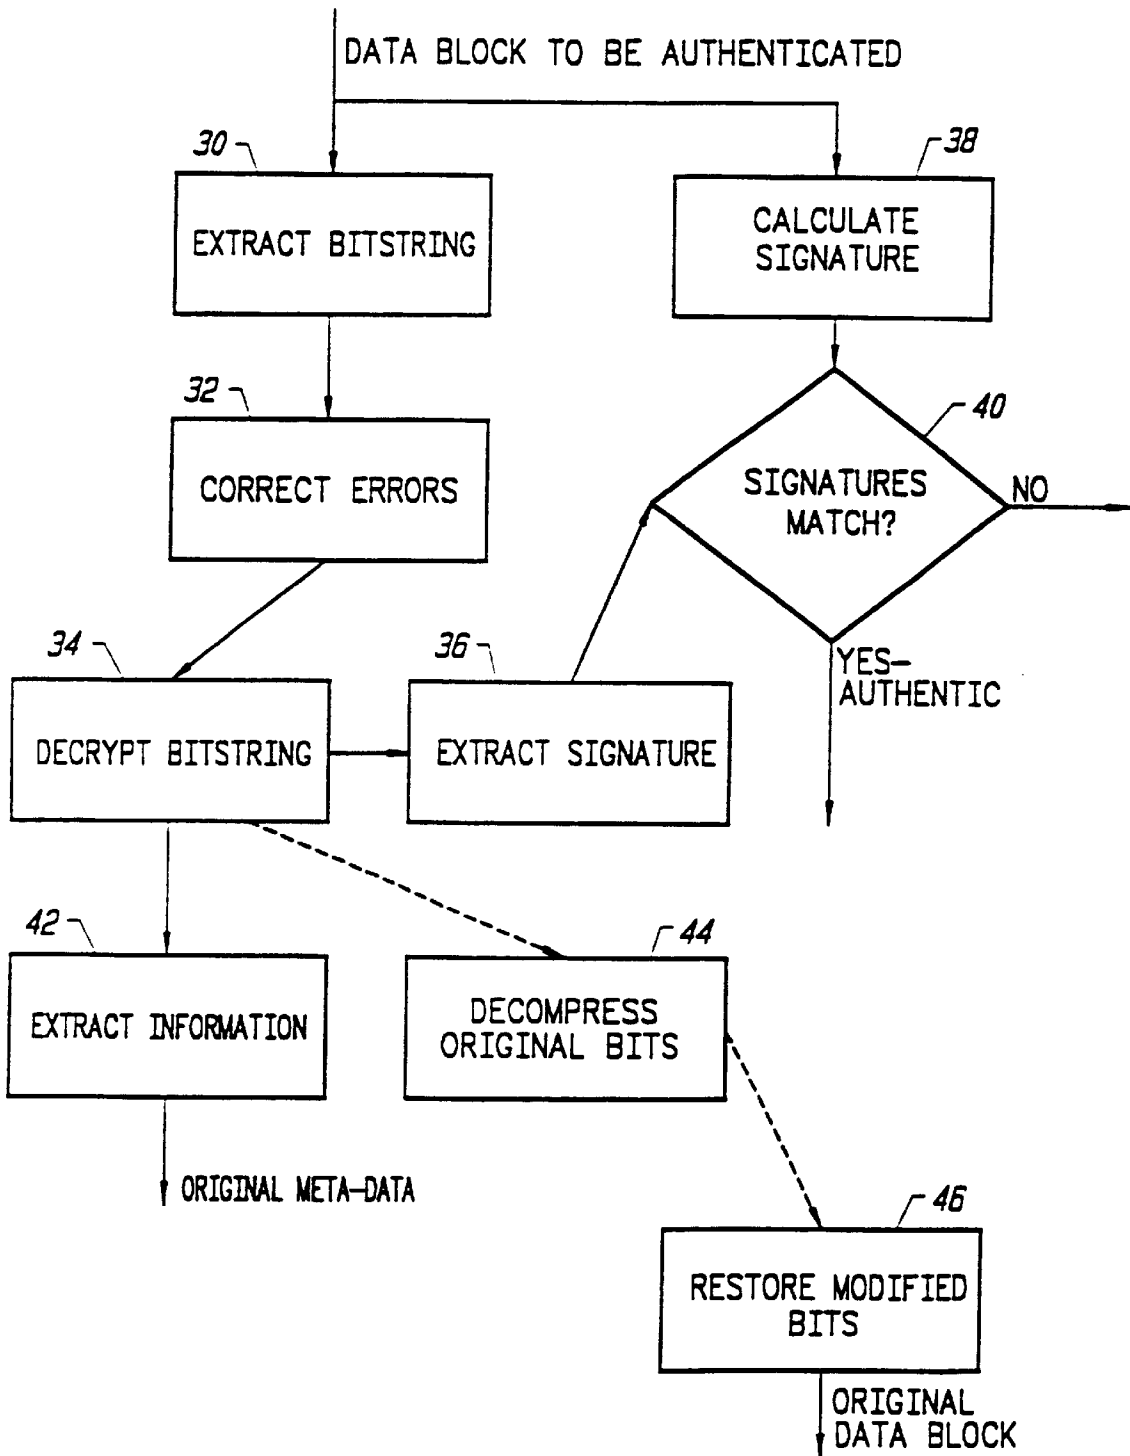 DATA BLOCK TO BE AUTHENTICATED
30
38
EXTRACT BITSTRING
CALCULATE
SIGNATURE
32
40
CORRECT ERRORS
SIGNATURES
MATCH?
NO
34
36
YES-
AUTHENTIC
DECRYPT BITSTRING
EXTRACT SIGNATURE
42
44
EXTRACT INFORMATION
DECOMPRESS
ORIGINAL BITS
ORIGINAL META-DATA
46
RESTORE MODIFIED
BITS
ORIGINAL
DATA BLOCK